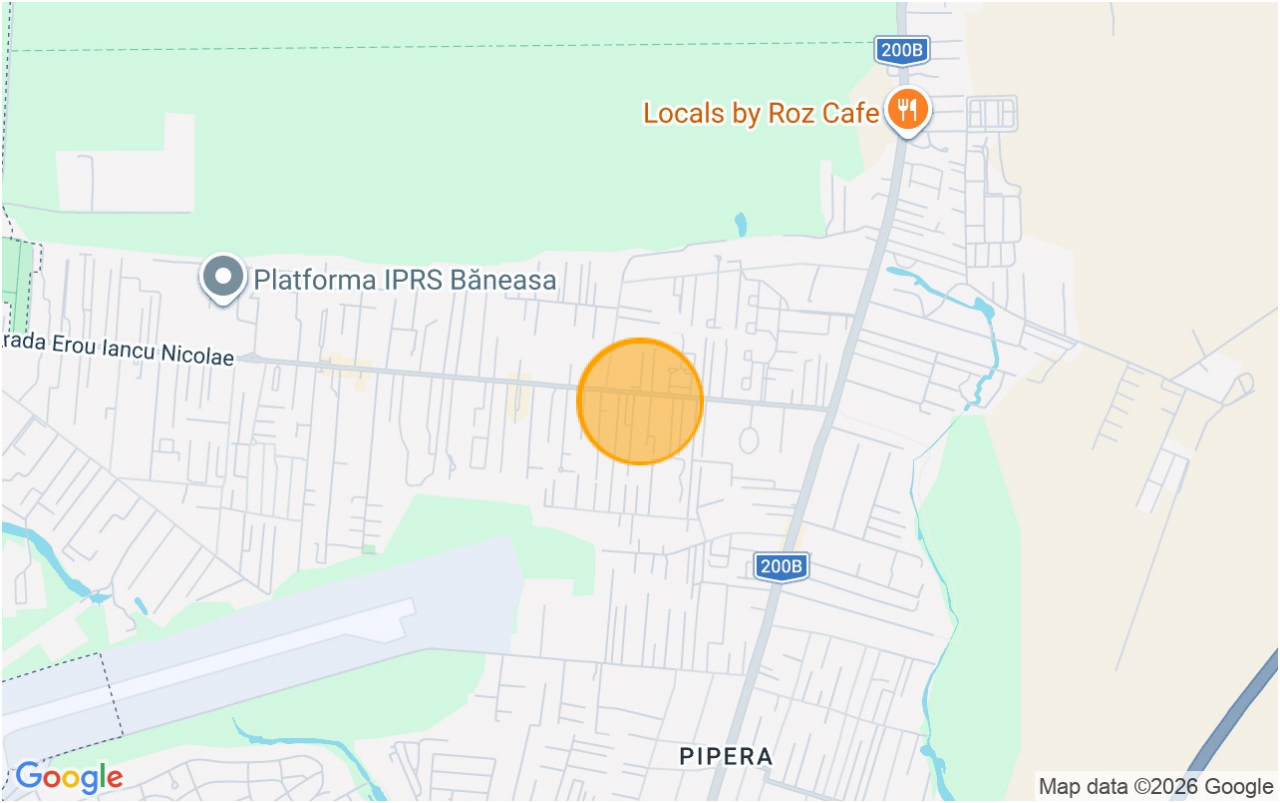 200B
Locals by Roz Cafe
Platforma IPRS Băneasa
rada Erou Iancu Nicolae
200B
PIPERA
Google
Map data ©2026 Google